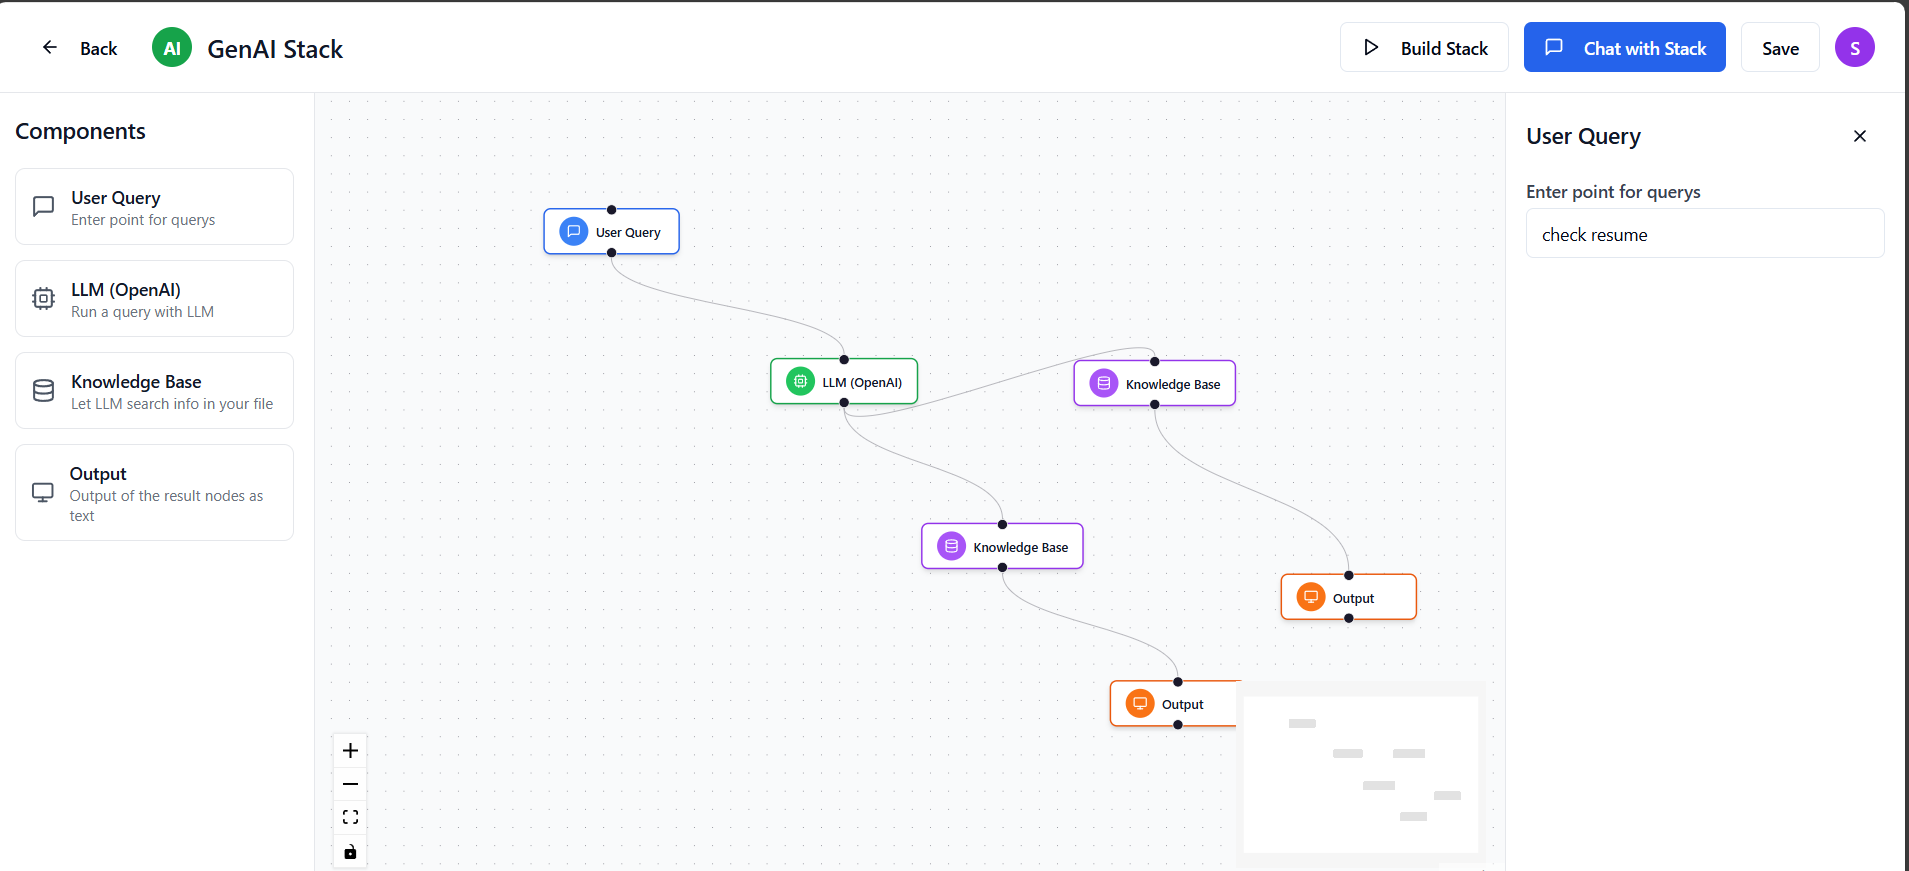 Back
AI
GenAI Stack
Build Stack
Chat with Stack
Save
S
Components
User Query
Enter point for querys
LLM (OpenAI)
Run a query with LLM
Knowledge Base
Let LLM search info in your file
Output
Output of the result nodes as
text
User Query
LLM (OpenAI)
Knowledge Base
Knowledge Base
Output
Output
User Query
Enter point for querys
check resume